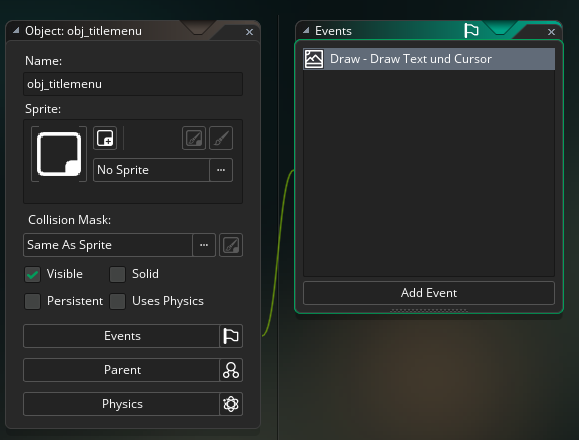 Object: obj_titlemenu
Name:
obj_titlemenu
Sprite:
No Sprite
Collision Mask:
Same As Sprite
Visible
Solid
Persistent
Uses Physics
Events
Parent
Physics
Events
Draw - Draw Text und Cursor
Add Event